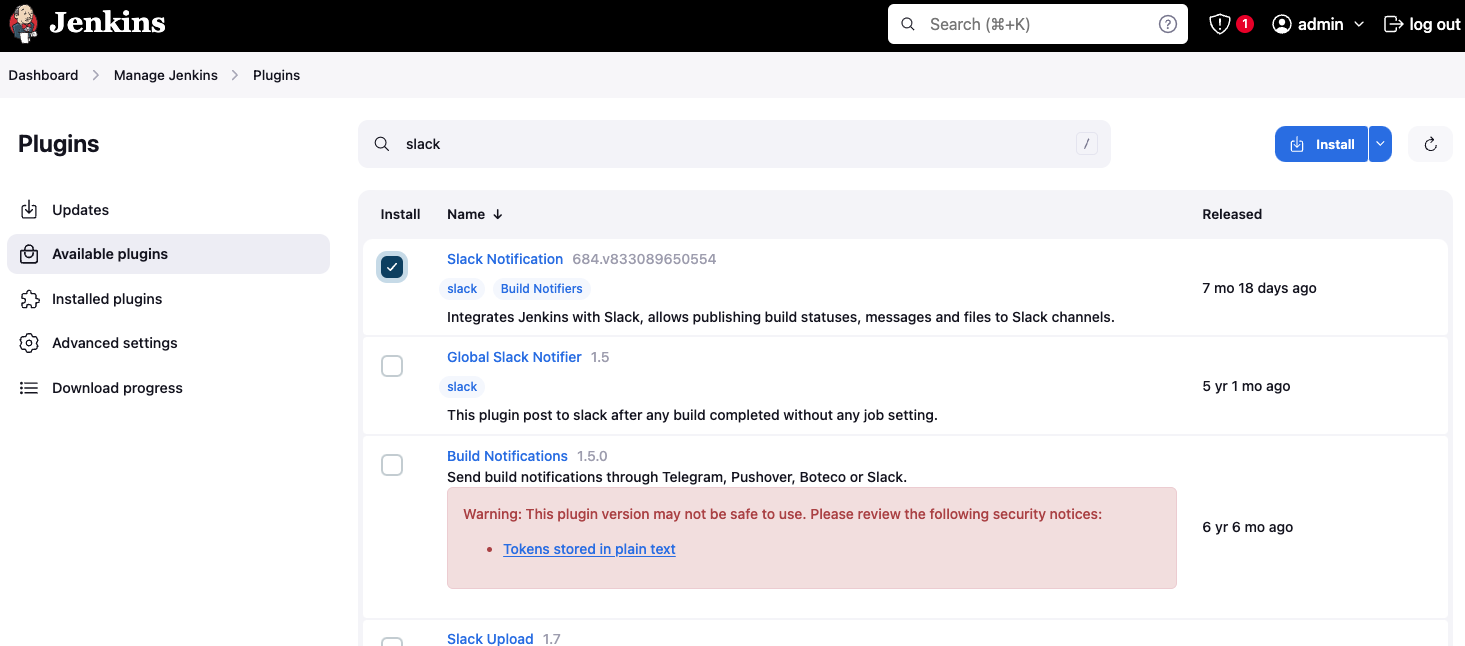 Jenkins
Search (⌘+K)
1
admin
log out
Dashboard
Manage Jenkins
Plugins
Plugins
slack
/
Install
Updates
Available plugins
Installed plugins
Advanced settings
Download progress
Install Name ↓ Released
Slack Notification 684.v833089650554
slack Build Notifiers
7 mo 18 days ago
Integrates Jenkins with Slack, allows publishing build statuses, messages and files to Slack channels.
Global Slack Notifier 1.5
slack
5 yr 1 mo ago
This plugin post to slack after any build completed without any job setting.
Build Notifications 1.5.0
Send build notifications through Telegram, Pushover, Boteco or Slack.
Warning: This plugin version may not be safe to use. Please review the following security notices:
6 yr 6 mo ago
• Tokens stored in plain text
Slack Upload 1.7